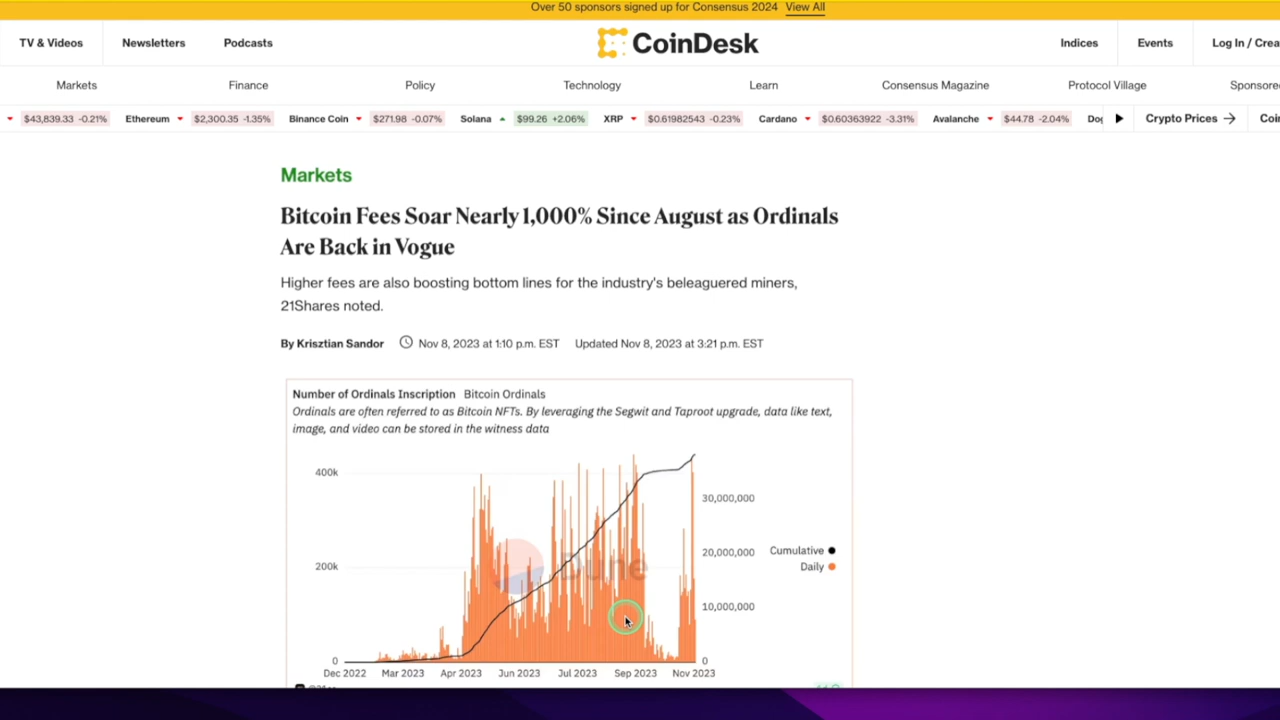 Over 50 sponsors signed up for Consensus 2024 View All
TV & Videos Newsletters Podcasts CoinDesk Indices Events Log In / Crea
Markets Finance Policy Technology Learn Consensus Magazine Protocol Village Sponsored
$43,839.33 -0.21% Ethereum $2,300.35 -1.35% Binance Coin $271.98 -0.07% Solana $99.26 +2.06% XRP $0.61982543 -0.23% Cardano $0.60363922 -3.31% Avalanche $44.78 -2.04% Dog Crypto Prices → Coin
Markets
Bitcoin Fees Soar Nearly 1,000% Since August as Ordinals
Are Back in Vogue
Higher fees are also boosting bottom lines for the industry's beleaguered miners,
21Shares noted.
By Krisztian Sandor Nov 8, 2023 at 1:10 p.m. EST Updated Nov 8, 2023 at 3:21 p.m. EST
Number of Ordinals Inscription Bitcoin Ordinals
Ordinals are often referred to as Bitcoin NFTs. By leveraging the Segwit and Taproot upgrade, data like text,
image, and video can be stored in the witness data
400k
30,000,000
20,000,000 Cumulative
200k Dune Daily
10,000,000
0 0
Dec 2022 Mar 2023 Apr 2023 Jun 2023 Jul 2023 Sep 2023 Nov 2023